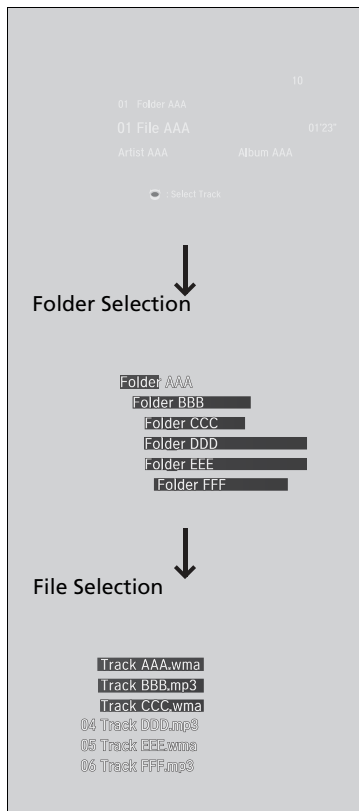 10
01 Folder AAA
01 File AAA 01'23"
Artist AAA Album AAA
: Select Track
Folder Selection
Folder AAA
Folder BBB
Folder CCC
Folder DDD
Folder EEE
Folder FFF
File Selection
Track AAA.wma
Track BBB.mp3
Track CCC.wma
04 Track DDD.mp3
05 Track EEE.wma
06 Track FFF.mp3